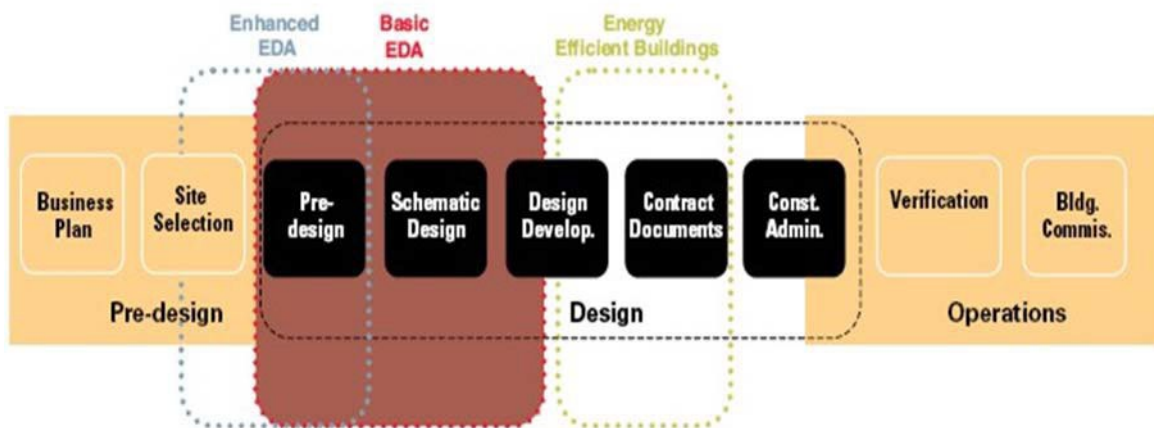 Enhanced
EDA
Basic
EDA
Energy
Efficient Buildings
Business
Plan
Site
Selection
Pre-
design
Schematic
Design
Design
Develop.
Contract
Documents
Const.
Admin.
Verification
Bldg.
Commis.
Pre-design
Design
Operations